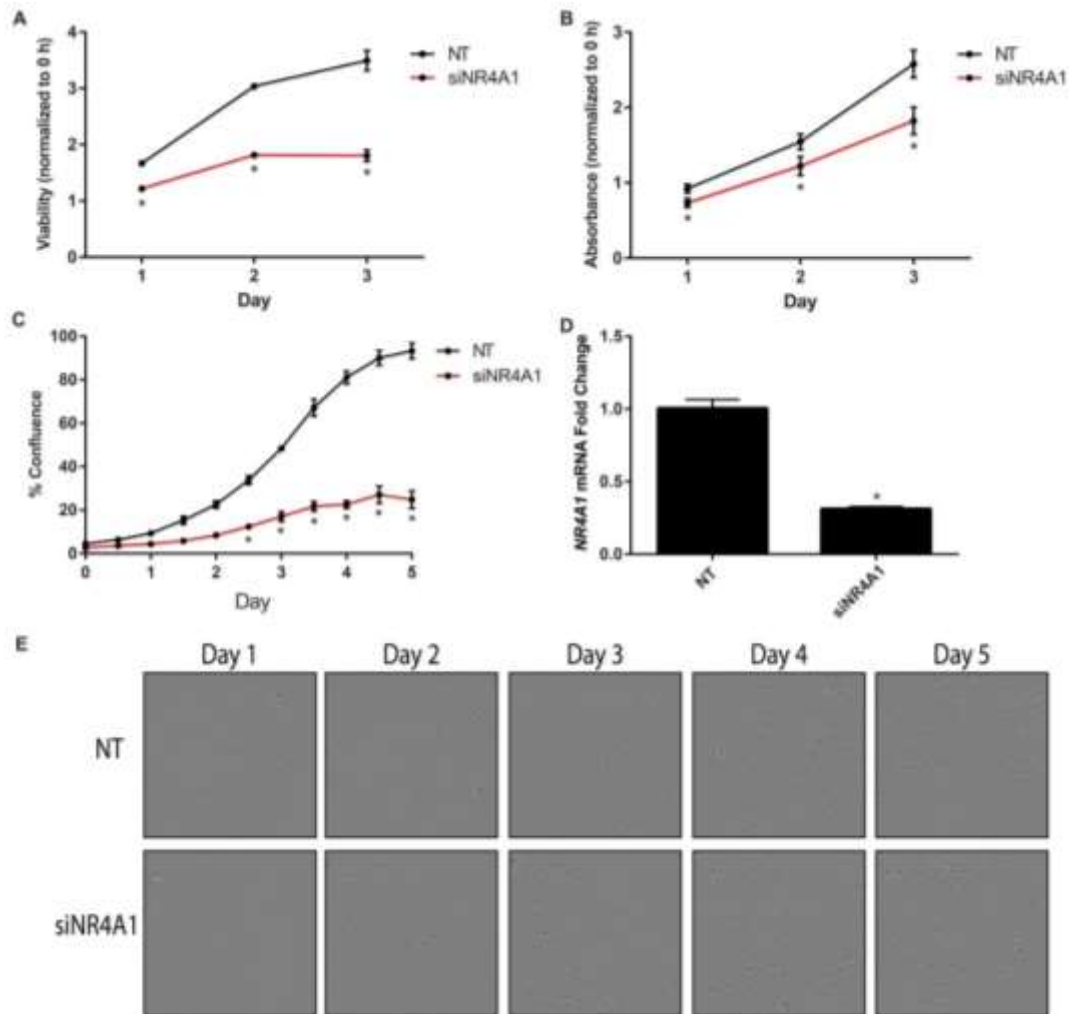 A
Viability (normalized to 0 h)
4
3
2
1
0
1 2 3
Day
NT
siNR4A1
*
*
*
B
Absorbance (normalized to 0 h)
3
2
1
0
1 2 3
Day
NT
siNR4A1
*
*
*
C
% Confluence
100
80
60
40
20
0
0 1 2 3 4 5
Day
NT
siNR4A1
* * * * * *
D
NR4A1 mRNA Fold Change
1.5
1.0
0.5
0.0
*
NT
siNR4A1
E
Day 1 Day 2 Day 3 Day 4 Day 5
NT
siNR4A1